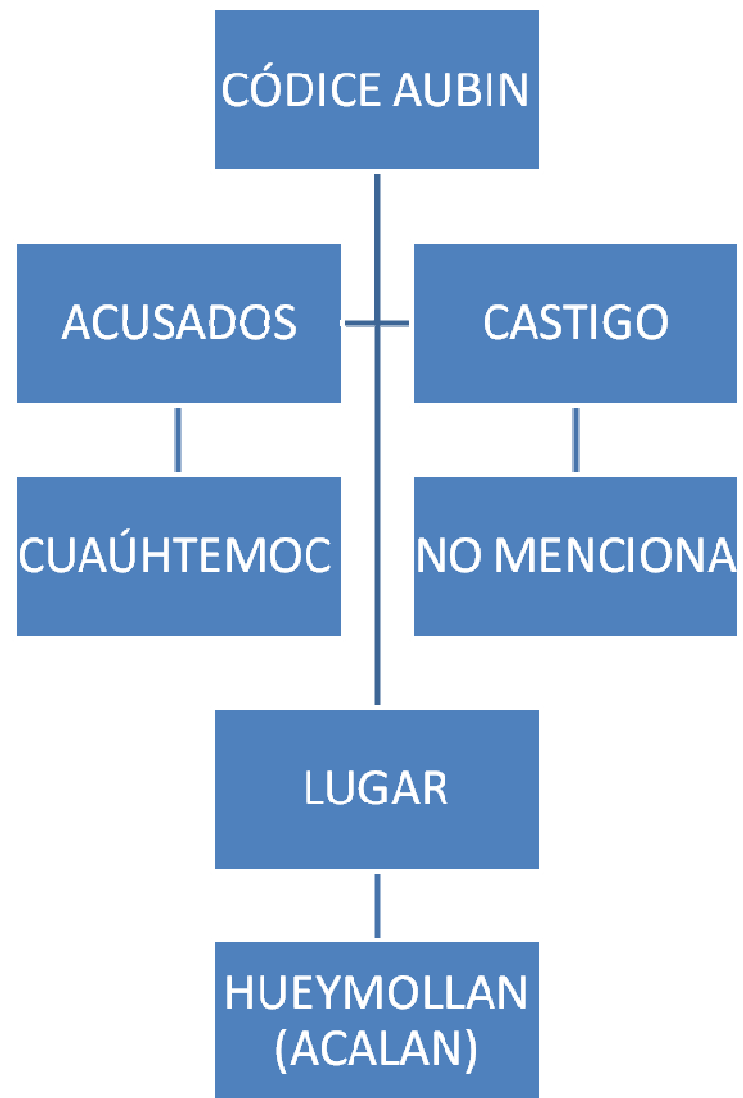 CÓDICE AUBIN
ACUSADOS
CASTIGO
CUAÚHTEMOC
NO MENCIONA
LUGAR
HUEYMOLLAN
(ACALAN)